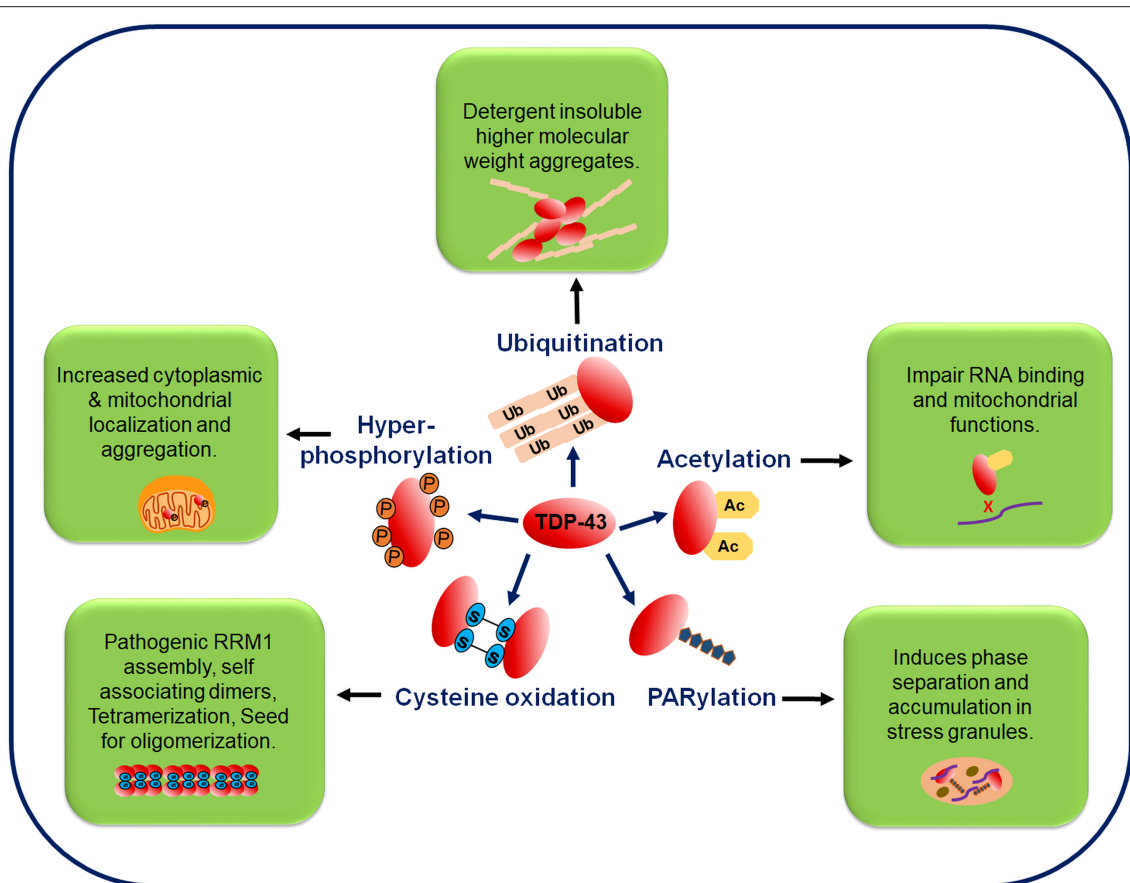 Detergent insoluble
higher molecular
weight aggregates.
Ubiquitination
Ub Ub
Ub Ub
Ub Ub
Increased cytoplasmic
& mitochondrial
localization and
aggregation.
Hyper-
phosphorylation
P
P
P
P
P
P
Acetylation
Ac
Ac
Impair RNA binding
and mitochondrial
functions.
X
TDP-43
Pathogenic RRM1
assembly, self
associating dimers,
Tetramerization, Seed
for oligomerization.
S S
S S
Cysteine oxidation
PARylation
Induces phase
separation and
accumulation in
stress granules.